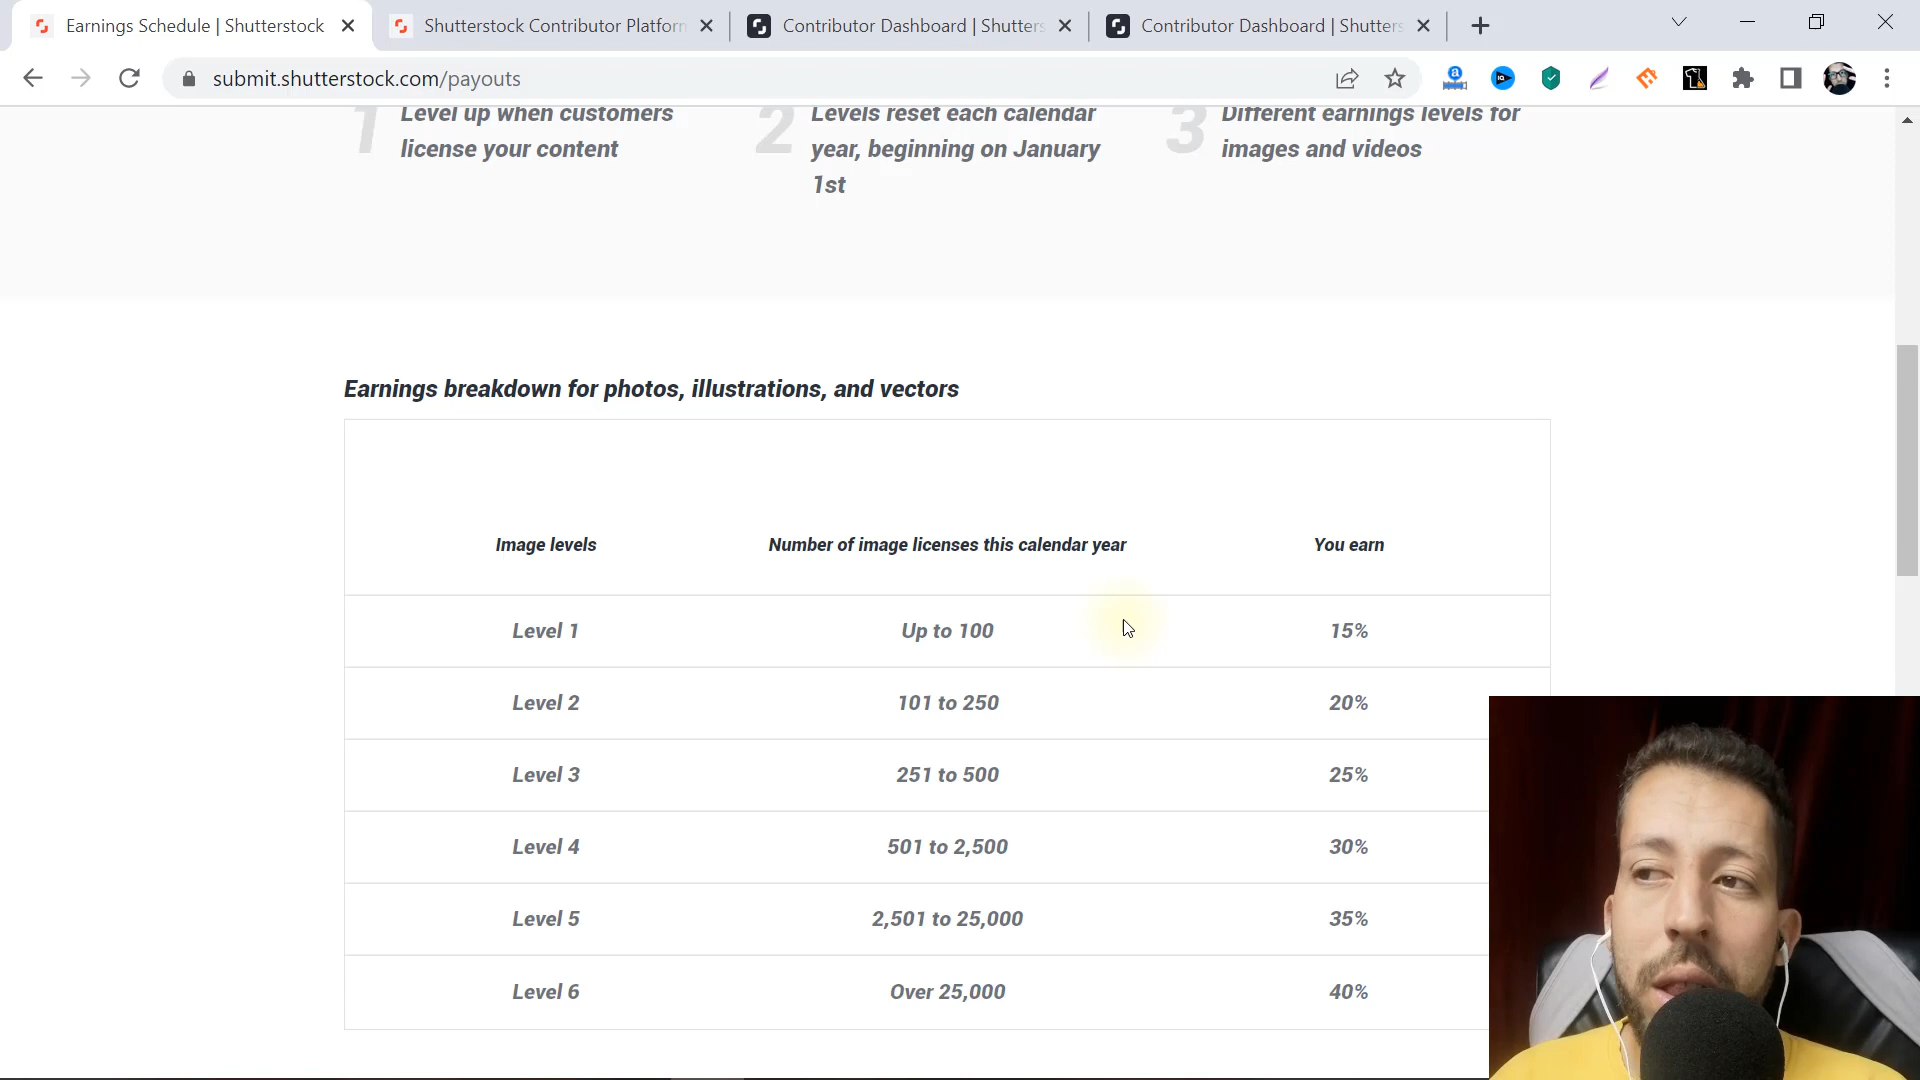 Earnings Schedule | Shutterstock
Shutterstock Contributor Platforn
Contributor Dashboard | Shutters
Contributor Dashboard | Shutters
submit.shutterstock.com/payouts
1 Level up when customers
license your content
2 Levels reset each calendar
year, beginning on January
1st
3 Different earnings levels for
images and videos
Earnings breakdown for photos, illustrations, and vectors
Image levels Number of image licenses this calendar year You earn
Level 1 Up to 100 15%
Level 2 101 to 250 20%
Level 3 251 to 500 25%
Level 4 501 to 2,500 30%
Level 5 2,501 to 25,000 35%
Level 6 Over 25,000 40%